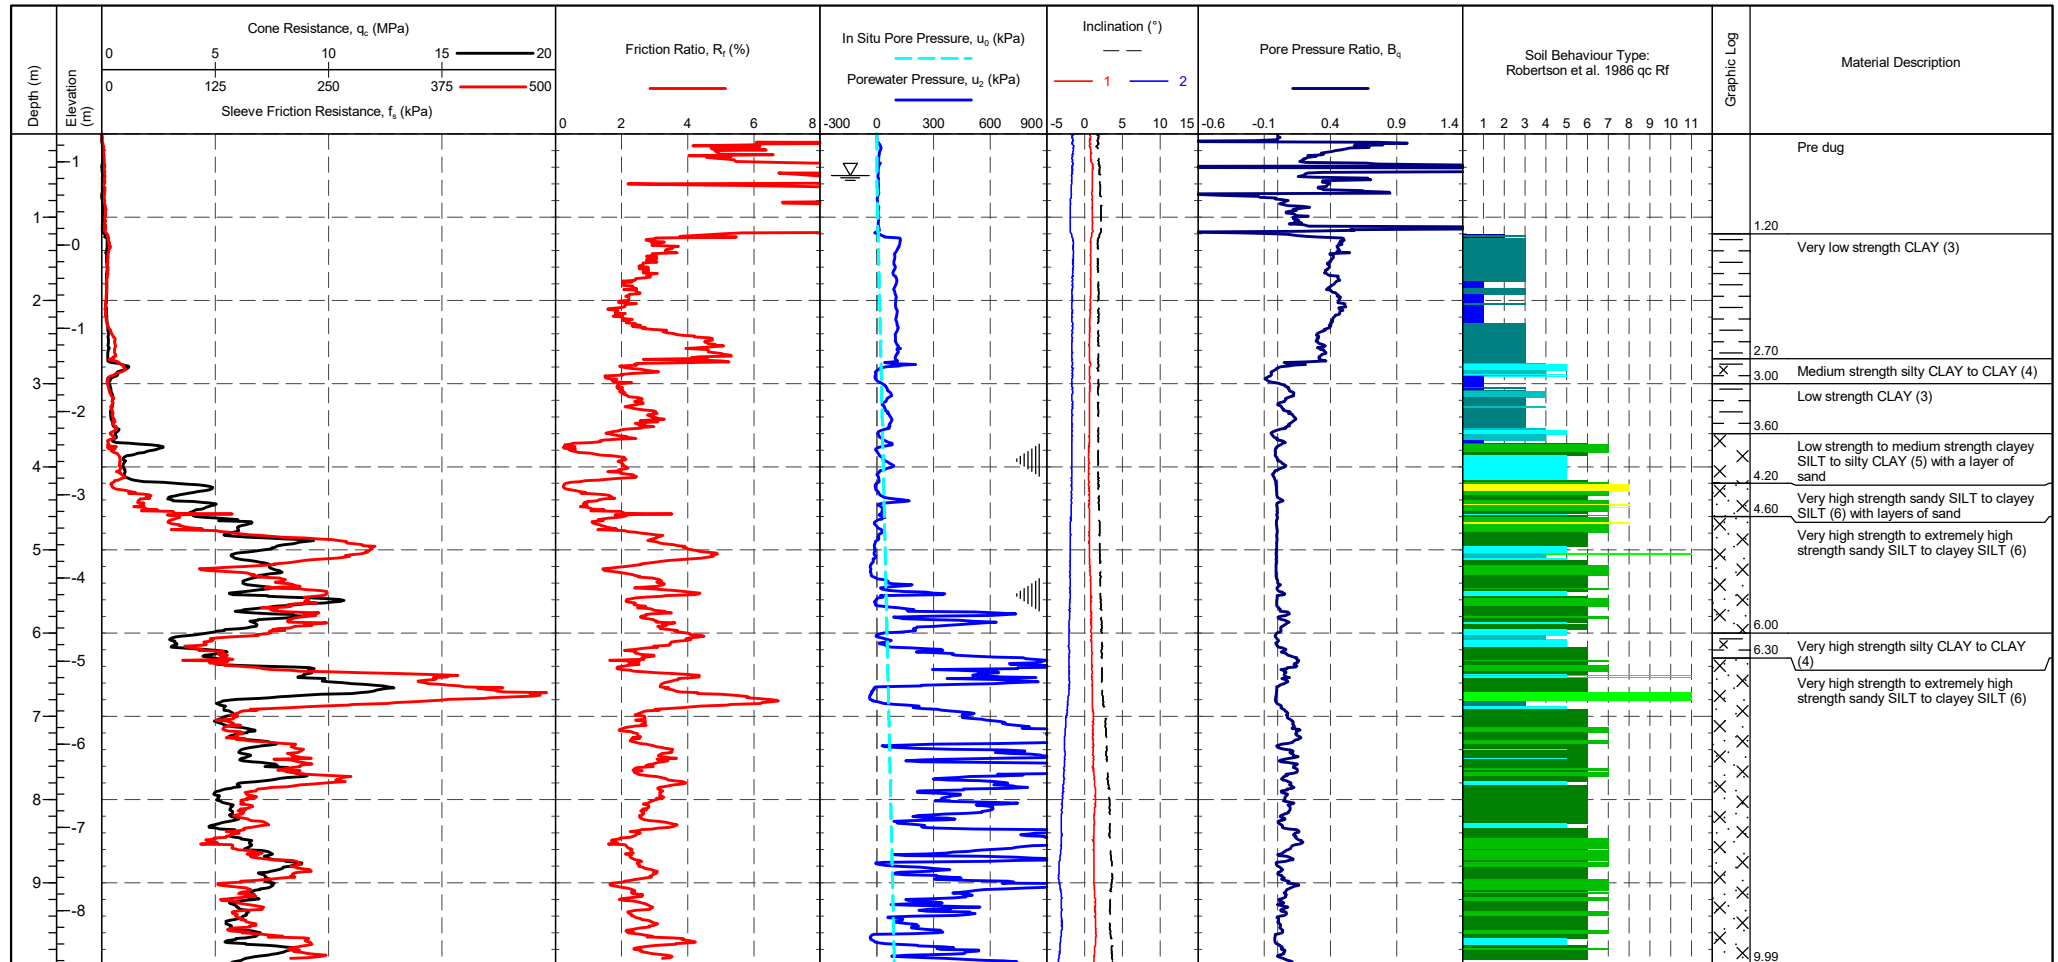 Depth (m)
Elevation (m)
Cone Resistance, qc (MPa)
0 5 10 15 20
0 125 250 375 500
Sleeve Friction Resistance, fs (kPa)
Friction Ratio, Rf (%)
0 2 4 6 8
In Situ Pore Pressure, u0 (kPa)
Porewater Pressure, u2 (kPa)
-300 0 300 600 900
Inclination (°)
1 2
-5 0 5 10 15
Pore Pressure Ratio, Bq
-0.6 -0.1 0.4 0.9 1.4
Soil Behaviour Type:
Robertson et al. 1986 qc Rf
1 2 3 4 5 6 7 8 9 10 11
Graphic Log
Material Description
1
2
3
4
5
6
7
8
9
1
0
-1
-2
-3
-4
-5
-6
-7
-8
Pre dug
1.20
Very low strength CLAY (3)
2.70
Medium strength silty CLAY to CLAY (4)
3.00
Low strength CLAY (3)
3.60
Low strength to medium strength clayey
SILT to silty CLAY (5) with a layer of
sand
4.20
Very high strength sandy SILT to clayey
SILT (6) with layers of sand
4.60
Very high strength to extremely high
strength sandy SILT to clayey SILT (6)
6.00
Very high strength silty CLAY to CLAY
(4)
6.30
Very high strength to extremely high
strength sandy SILT to clayey SILT (6)
9.99